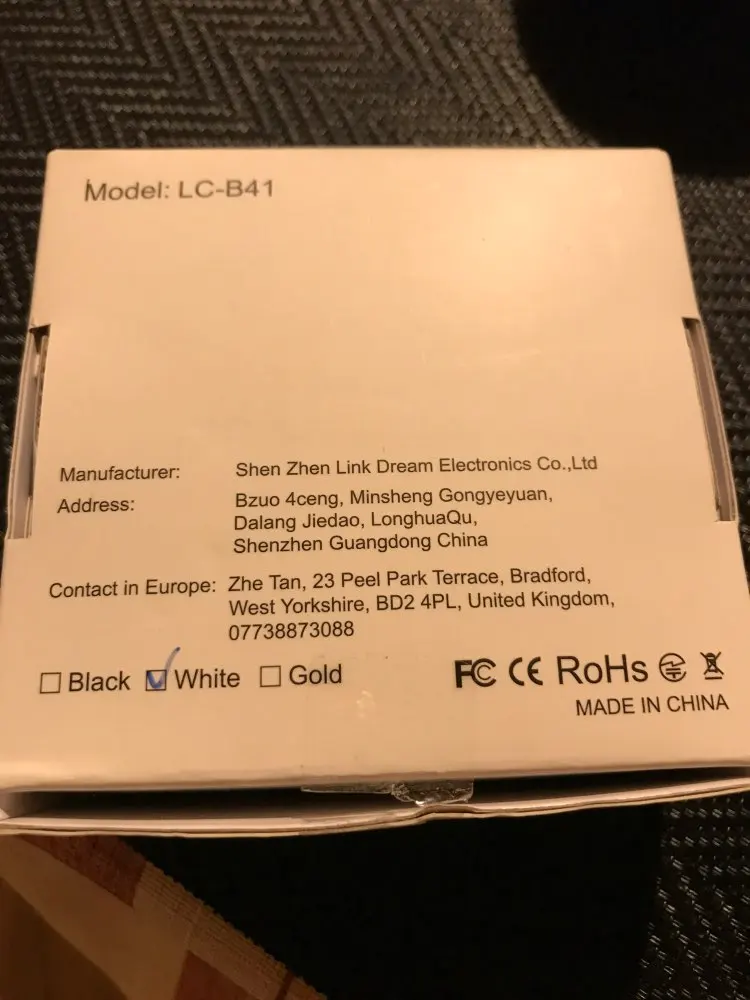 Model: LC-B41
Manufacturer: Shen Zhen Link Dream Electronics Co.,Ltd
Address: Bzuo 4ceng, Minsheng Gongyeyuan,
Dalang Jiedao, LonghuaQu,
Shenzhen Guangdong China
Contact in Europe: Zhe Tan, 23 Peel Park Terrace, Bradford,
West Yorkshire, BD2 4PL, United Kingdom,
07738873088
Black White Gold
FC CE RoHS
MADE IN CHINA